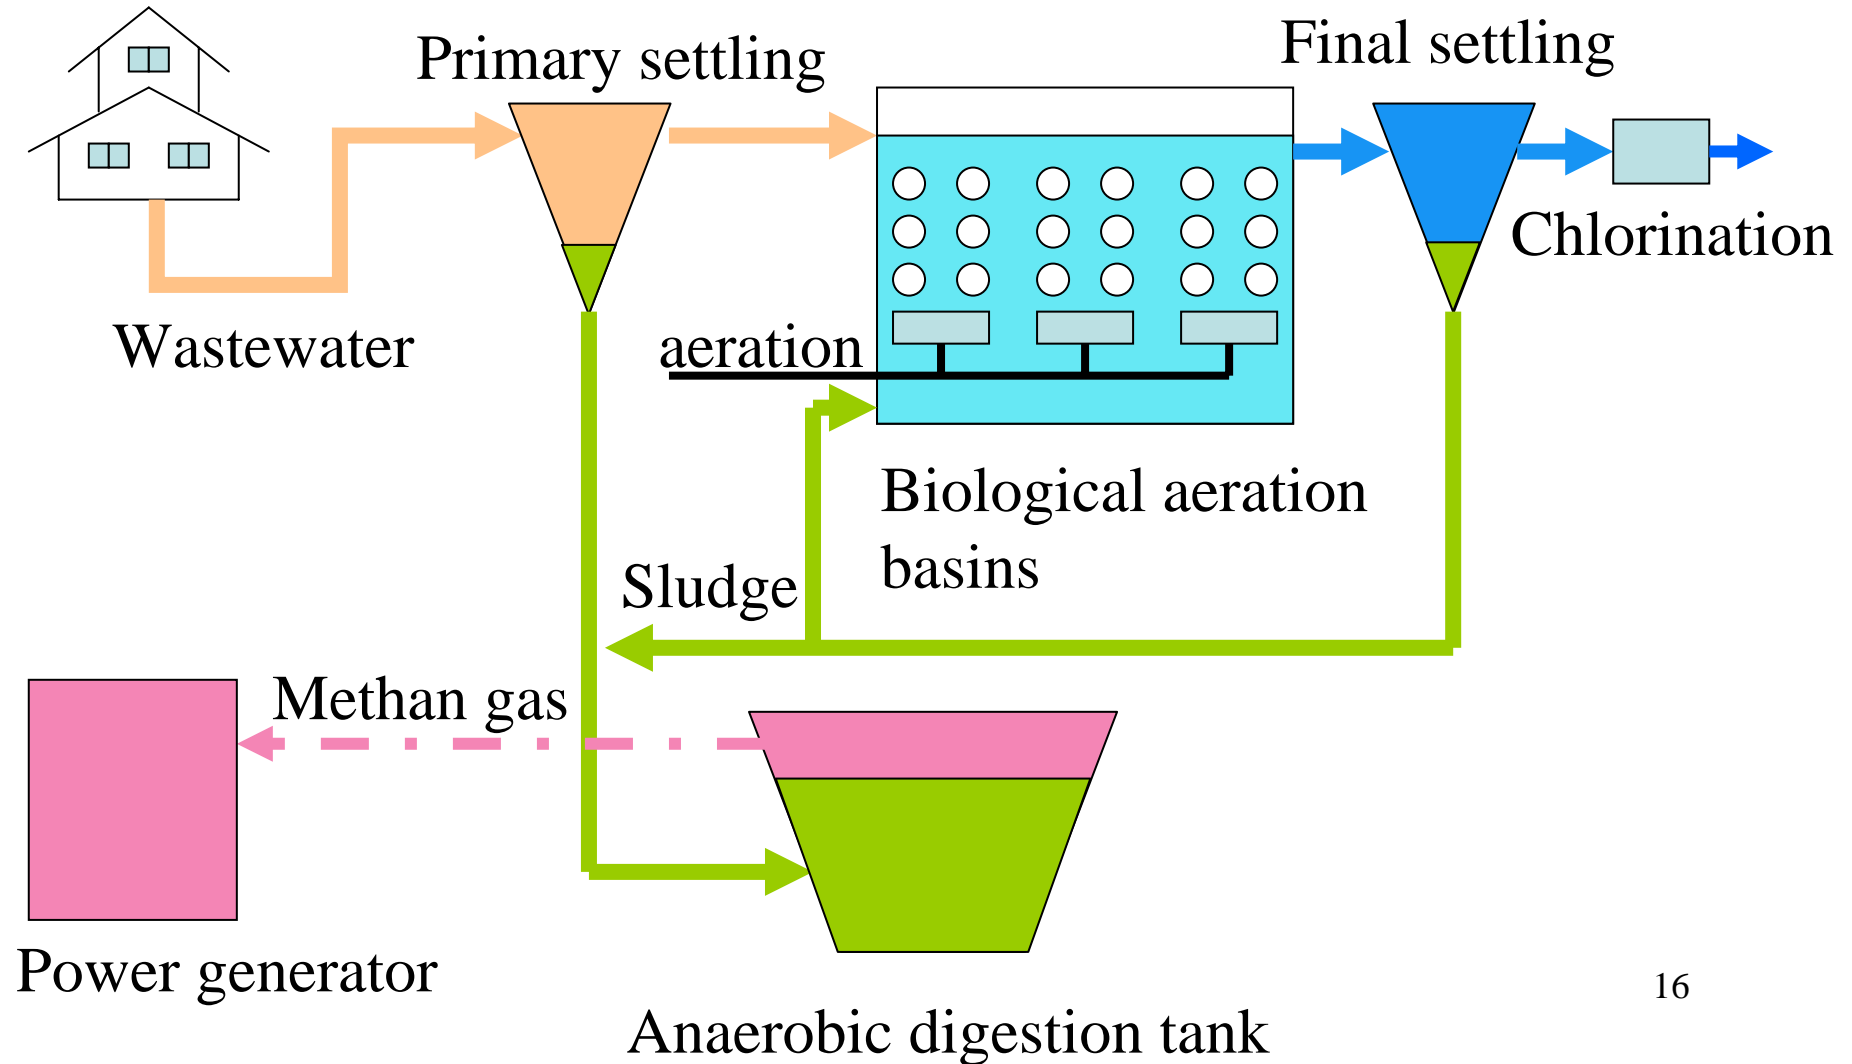 Primary settling
Final settling
Chlorination
Wastewater
aeration
Biological aeration
basins
Sludge
Methan gas
Power generator
16
Anaerobic digestion tank